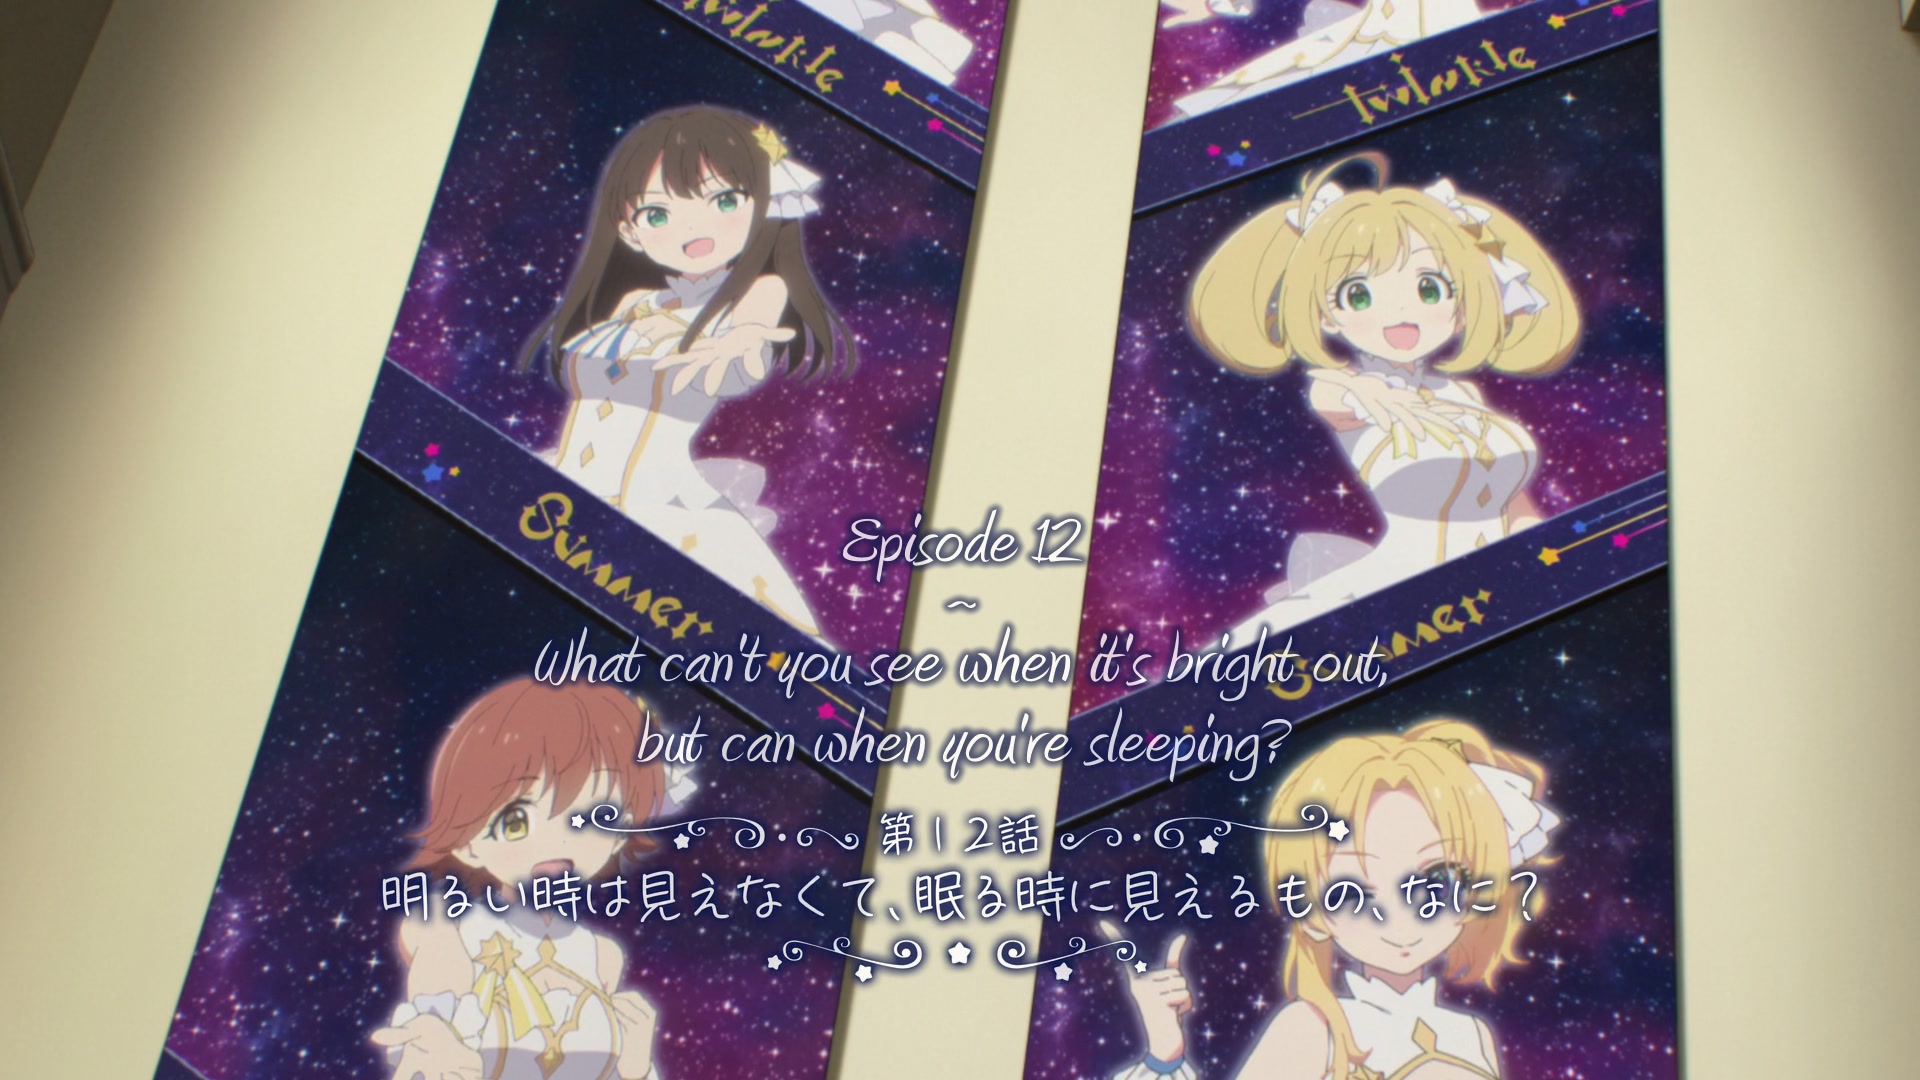 Twinkle
Twinkle
Summer
Summer
Episode 12
~
What can't you see when it's bright out,
but can when you're sleeping?
第12話
明るい時は見えなくて、眠る時に見えるもの、なに？